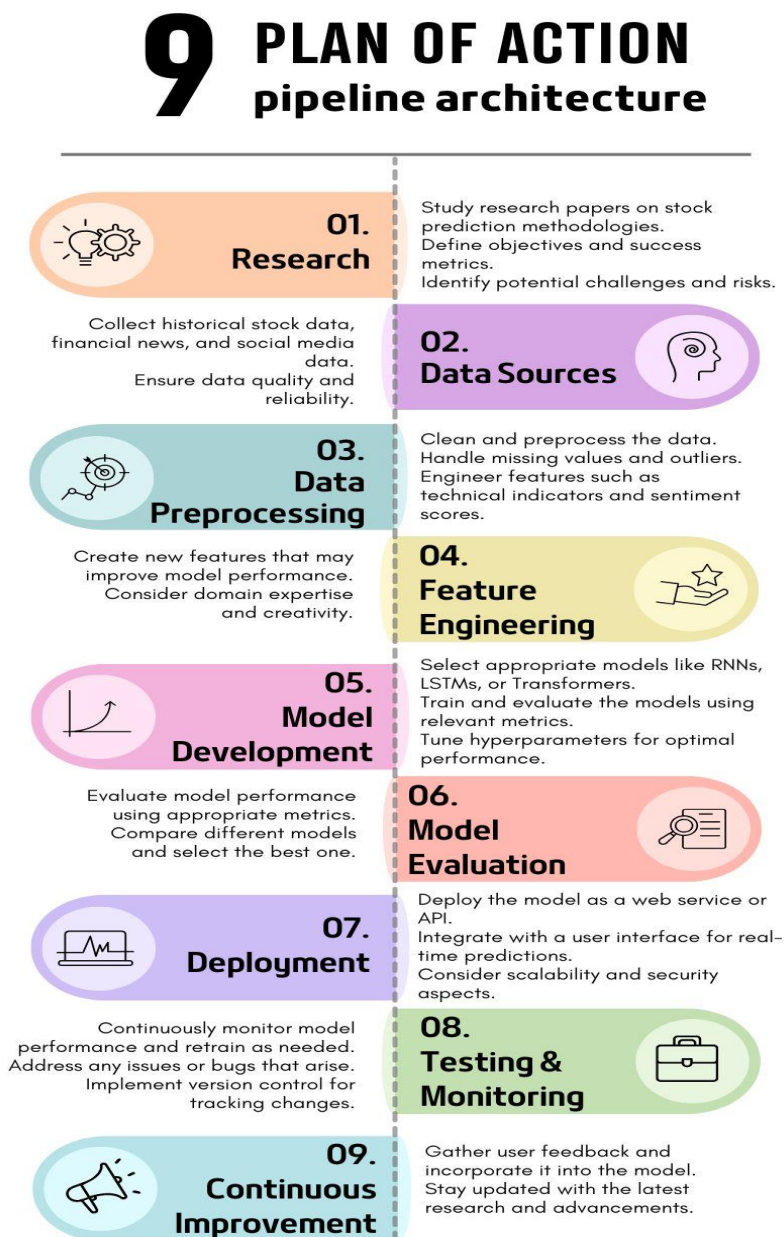 9 PLAN OF ACTION
pipeline architecture
01.
Research
Study research papers on stock
prediction methodologies.
Define objectives and success
metrics.
Identify potential challenges and risks.
02.
Data Sources
Collect historical stock data,
financial news, and social media
data.
Ensure data quality and
reliability.
03.
Data
Preprocessing
Clean and preprocess the data.
Handle missing values and outliers.
Engineer features such as
technical indicators and sentiment
scores.
04.
Feature
Engineering
Create new features that may
improve model performance.
Consider domain expertise
and creativity.
05.
Model
Development
Select appropriate models like RNNs,
LSTMs, or Transformers.
Train and evaluate the models using
relevant metrics.
Tune hyperparameters for optimal
performance.
06.
Model
Evaluation
Evaluate model performance
using appropriate metrics.
Compare different models
and select the best one.
07.
Deployment
Deploy the model as a web service or
API.
Integrate with a user interface for real-
time predictions.
Consider scalability and security
aspects.
08.
Testing &
Monitoring
Continuously monitor model
performance and retrain as needed.
Address any issues or bugs that arise.
Implement version control for
tracking changes.
09.
Continuous
Improvement
Gather user feedback and
incorporate it into the model.
Stay updated with the latest
research and advancements.